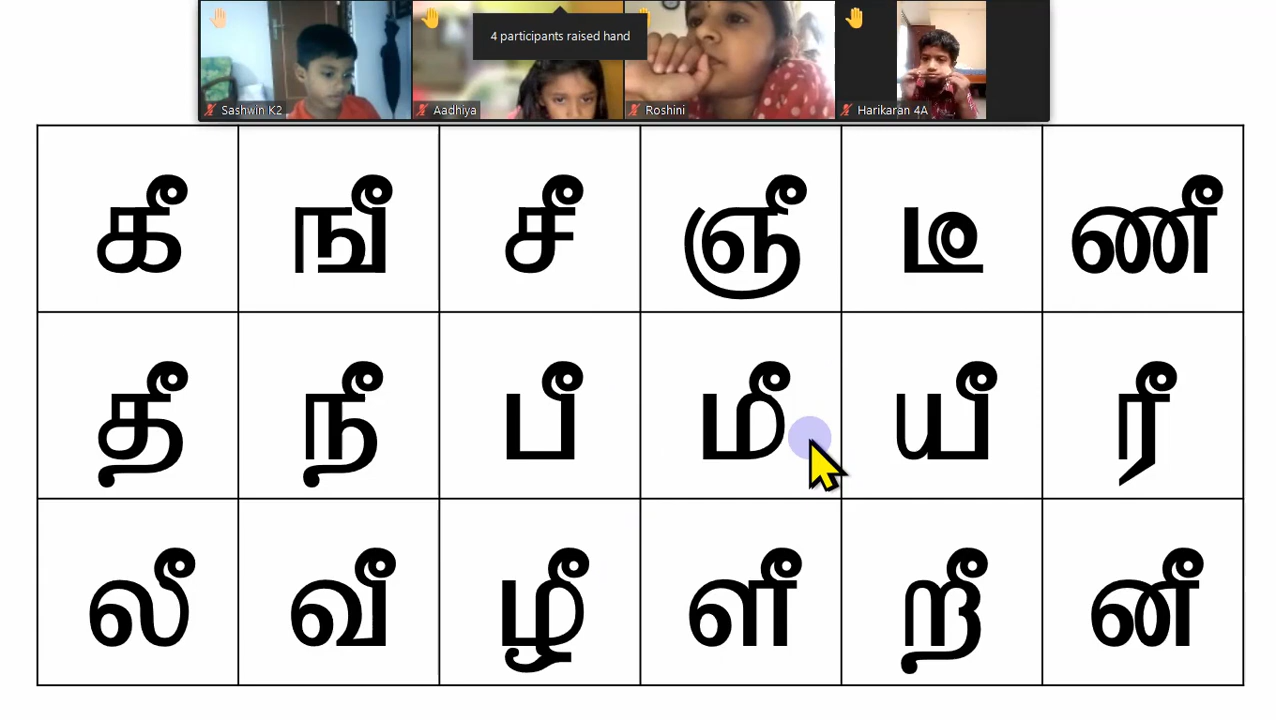 4 participants raised hand
Sashwin K2 Aadhiya Roshini Harikaran 4A
கீ ஙீ சீ ஞீ டீ ணீ
தீ நீ பீ மீ யீ ரீ
லீ வீ ழீ ளீ றீ னீ